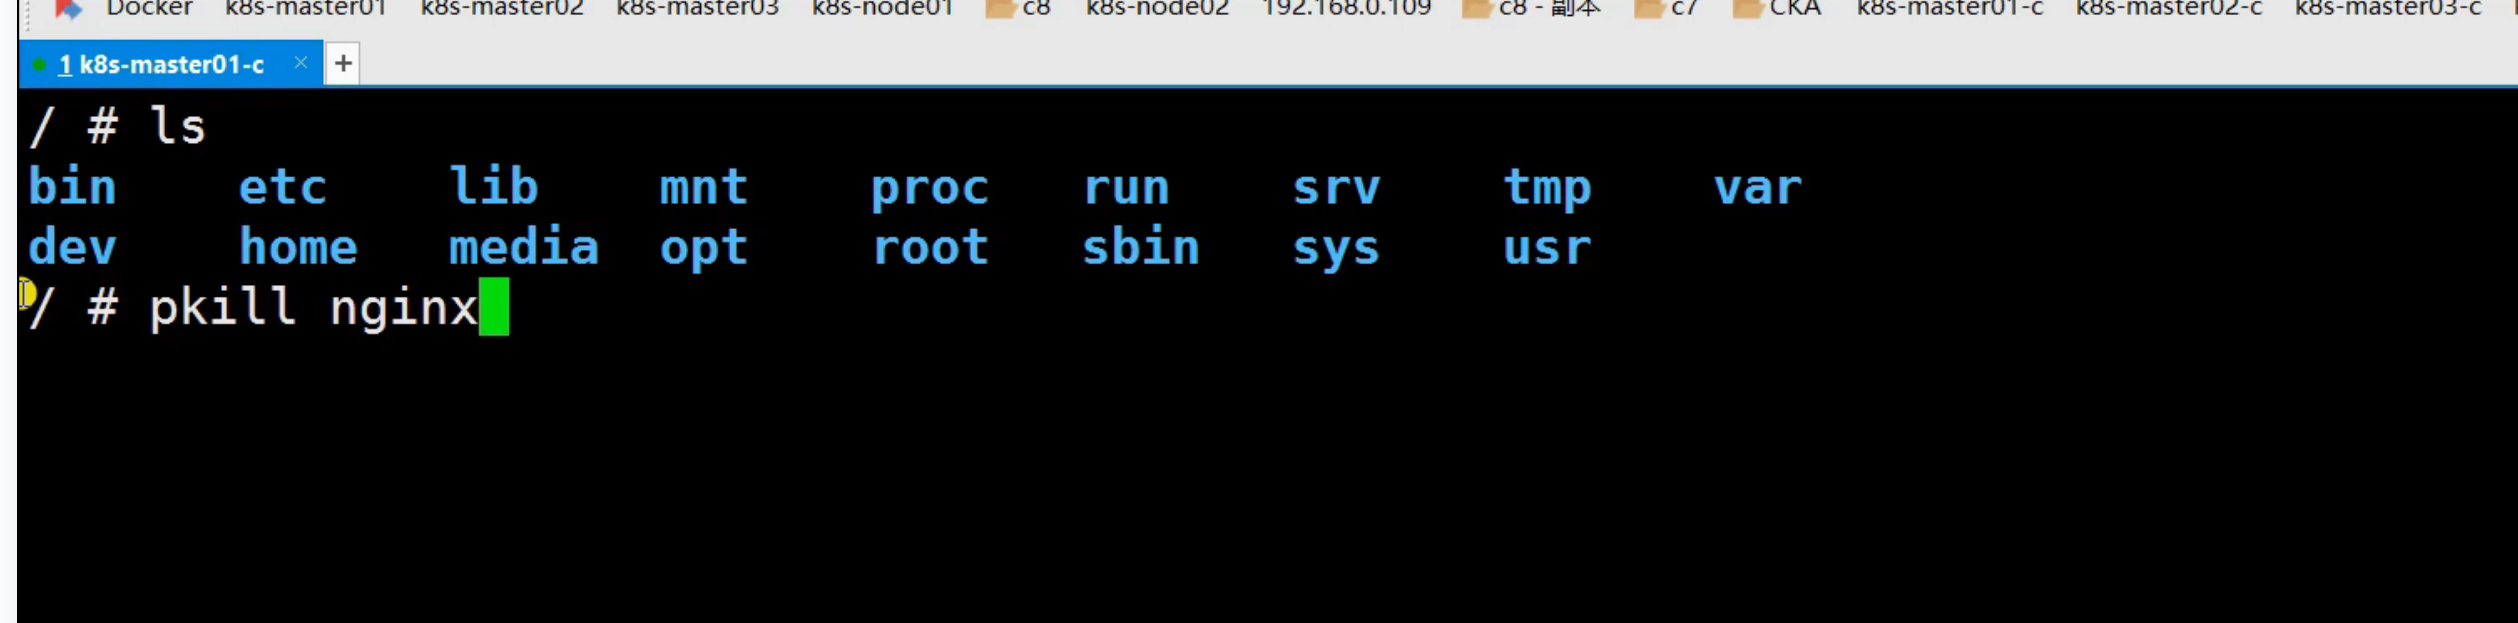 Docker k8s-master01 k8s-master02 k8s-master03 k8s-node01 c8 k8s-node02 192.168.0.109 c8 - 副本 c7 CKA k8s-master01-c k8s-master02-c k8s-master03-c
1 k8s-master01-c × +
/ # ls
bin etc lib mnt proc run srv tmp var
dev home media opt root sbin sys usr
/ # pkill nginx